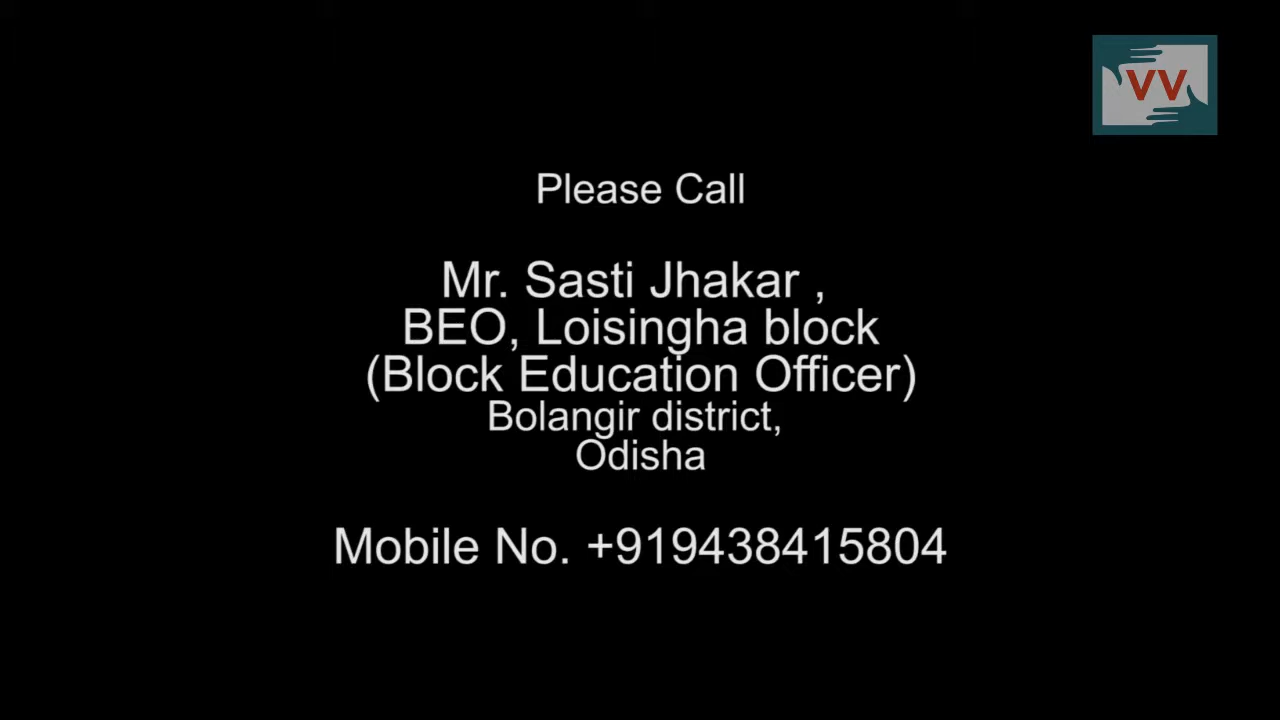 VV
Please Call
Mr. Sasti Jhakar ,
BEO, Loisingha block
(Block Education Officer)
Bolangir district,
Odisha
Mobile No. +919438415804